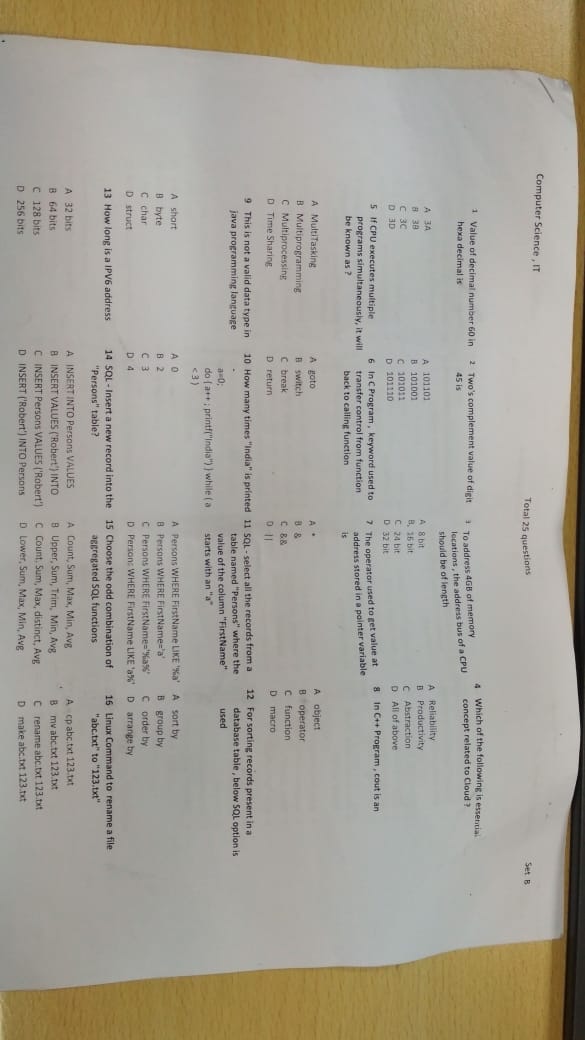 Computer Science , IT
Total 25 questions
Set B
1 Value of decimal number 60 in
hexa decimal is
A 3A
B 3B
C 3C
D 3D
2 Two's complement value of digit
45 is
A 101101
B 101001
C 101011
D 101110
3 To address 4GB of memory
lecations , the address bus of a CPU
should be of length
A 8 bit
B, 16 bit
C 24 bit
D 32 bit
4 Which of the following is essential
concept related to Cloud ?
A Reliability
B Productivity
C Abstraction
D All of above
5 If CPU executes multiple
programs simultaneously, it will
be known as ?
A MultiTasking
B Multiprogramming
C Multiprocessing
D Time Sharing
6 In C Program , keyword used to
transfer control from function
back to calling function
A goto
B switch
C break
D return
7 The operator used to get value at
address stored in a pointer variable
is
A *
B &
C &&
D ||
8 In C++ Program , cout is an
A object
B operator
C function
D macro
9 This is not a valid data type in
java programming language
A short
B byte
C char
D struct
10 How many times "India" is printed
-
a=0;
do { a++ ; printf("India") } while ( a
< 3 )
A 0
B 2
C 3
D 4
11 SQL - select all the records from a
table named "Persons" where the
value of the column "FirstName"
starts with an "a"
A Persons WHERE FirstName LIKE '%a'
B Persons WHERE FirstName='a'
C Persons WHERE FirstName='%a%'
D Persons WHERE FirstName LIKE 'a%'
12 For sorting records present in a
database table , below SQL option is
used
A sort by
B group by
C order by
D arrange by
13 How long is a IPV6 address
A 32 bits
B 64 bits
C 128 bits
D 256 bits
14 SQL - Insert a new record into the
"Persons" table?
A INSERT INTO Persons VALUES
B INSERT VALUES ('Robert') INTO
C INSERT Persons VALUES ('Robert')
D INSERT ('Robert') INTO Persons
15 Choose the odd combination of
aggregated SQL functions
A Count, Sum, Max, Min, Avg
B Upper, Sum, Trim, Min, Avg
C Count, Sum, Max, distinct, Avg
D Lower, Sum, Max, Min, Avg
16 Linux Command to rename a file
"abc.txt" to "123.txt"
A cp abc.txt 123.txt
B mv abc.txt 123.txt
C rename abc.txt 123.txt
D make abc.txt 123.txt